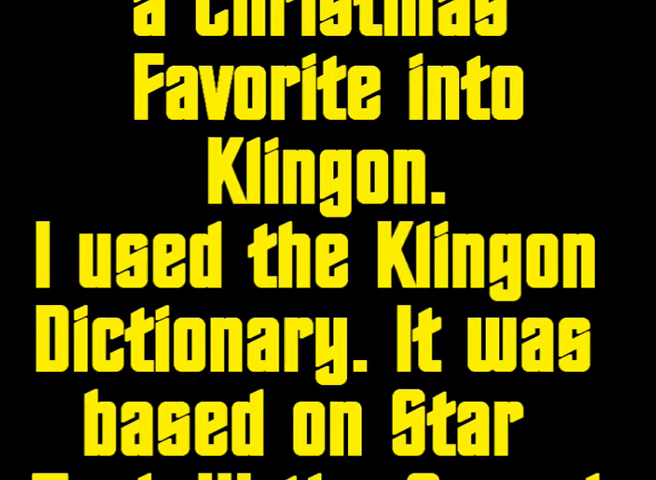 a Christmas
Favorite into
Klingon.
I used the Klingon
Dictionary. It was
based on Star